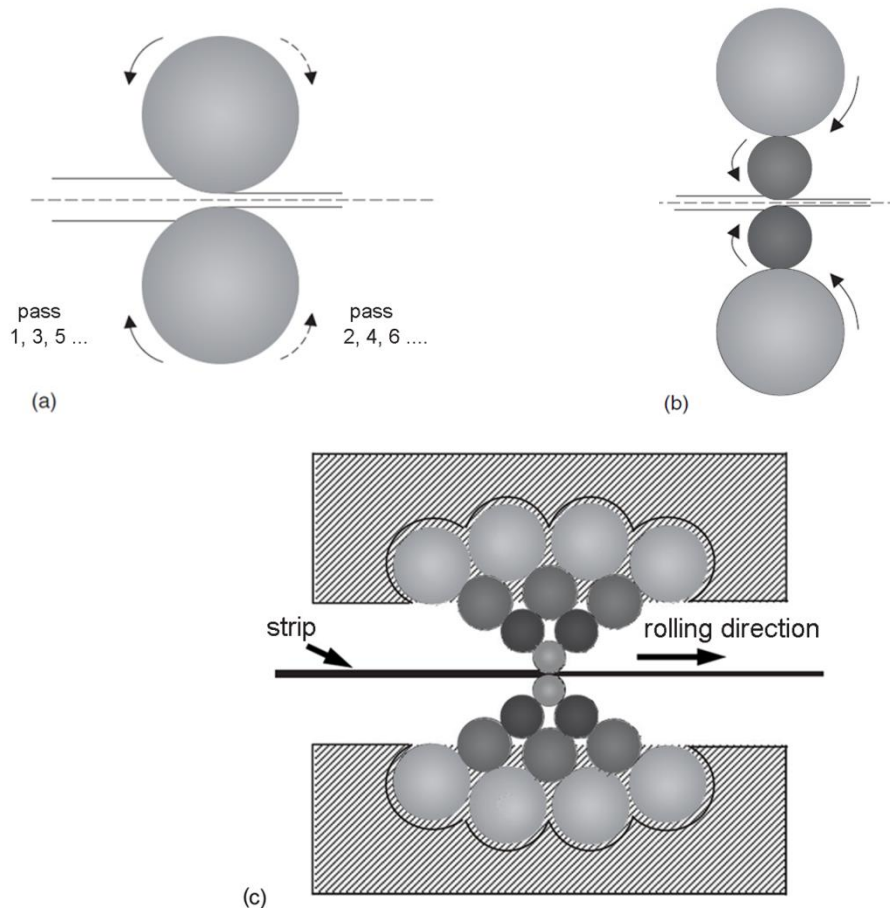 pass
1, 3, 5 ...
pass
2, 4, 6 ....
(a)
(b)
strip
rolling direction
(c)